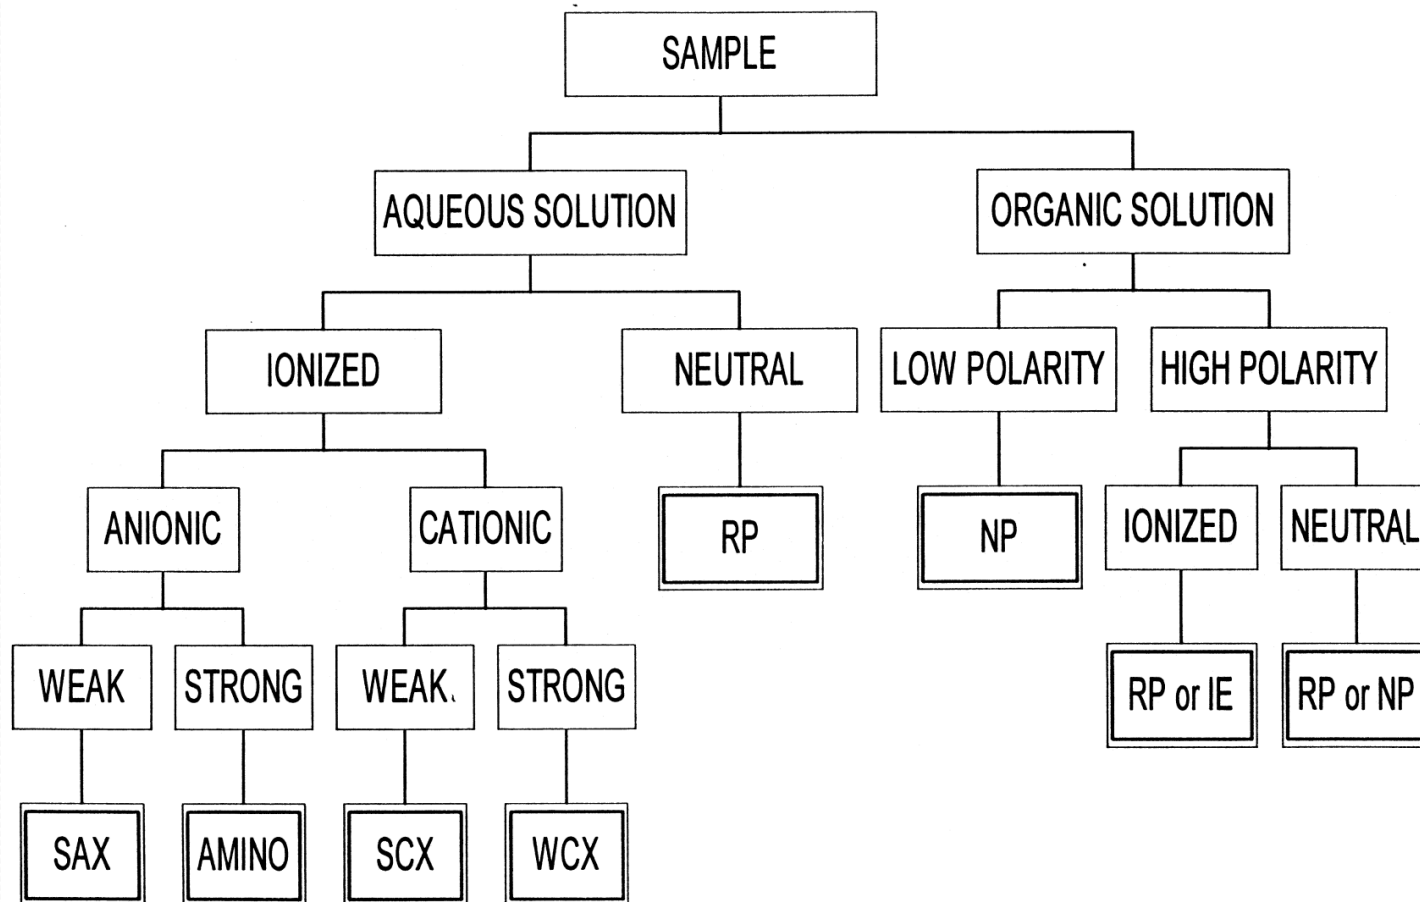 SAMPLE
AQUEOUS SOLUTION
ORGANIC SOLUTION
IONIZED
NEUTRAL
LOW POLARITY
HIGH POLARITY
ANIONIC
CATIONIC
RP
NP
IONIZED
NEUTRAL
WEAK
STRONG
WEAK
STRONG
RP or IE
RP or NP
SAX
AMINO
SCX
WCX